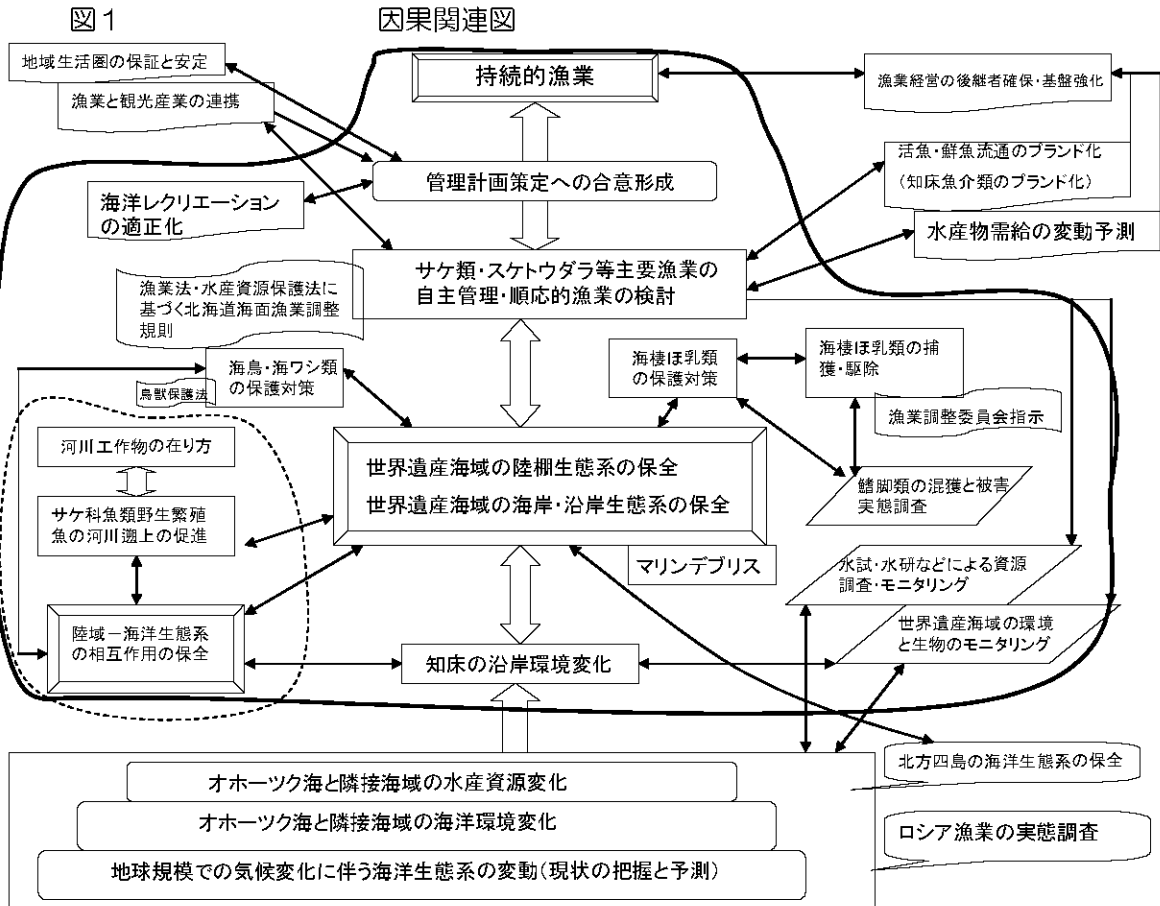 図1
因果関連図
地域生活圏の保証と安定
漁業と観光産業の連携
持続的漁業
漁業経営の後継者確保・基盤強化
管理計画策定への合意形成
活魚・鮮魚流通のブランド化
(知床魚介類のブランド化)
海洋レクリエーション
の適正化
水産物需給の変動予測
サケ類・スケトウダラ等主要漁業の
自主管理・順応的漁業の検討
漁業法・水産資源保護法に
基づく北海道海面漁業調整
規則
海鳥・海ワシ類
の保護対策
鳥獣保護法
海棲ほ乳類
の保護対策
海棲ほ乳類の捕
獲・駆除
漁業調整委員会指示
河川工作物の在り方
世界遺産海域の陸棚生態系の保全
世界遺産海域の海岸・沿岸生態系の保全
鰭脚類の混獲と被害
実態調査
サケ科魚類野生繁殖
魚の河川遡上の促進
マリンデブリス
水試・水研などによる資源
調査・モニタリング
陸域－海洋生態系
の相互作用の保全
世界遺産海域の環境
と生物のモニタリング
知床の沿岸環境変化
北方四島の海洋生態系の保全
オホーツク海と隣接海域の水産資源変化
オホーツク海と隣接海域の海洋環境変化
ロシア漁業の実態調査
地球規模での気候変化に伴う海洋生態系の変動(現状の把握と予測)